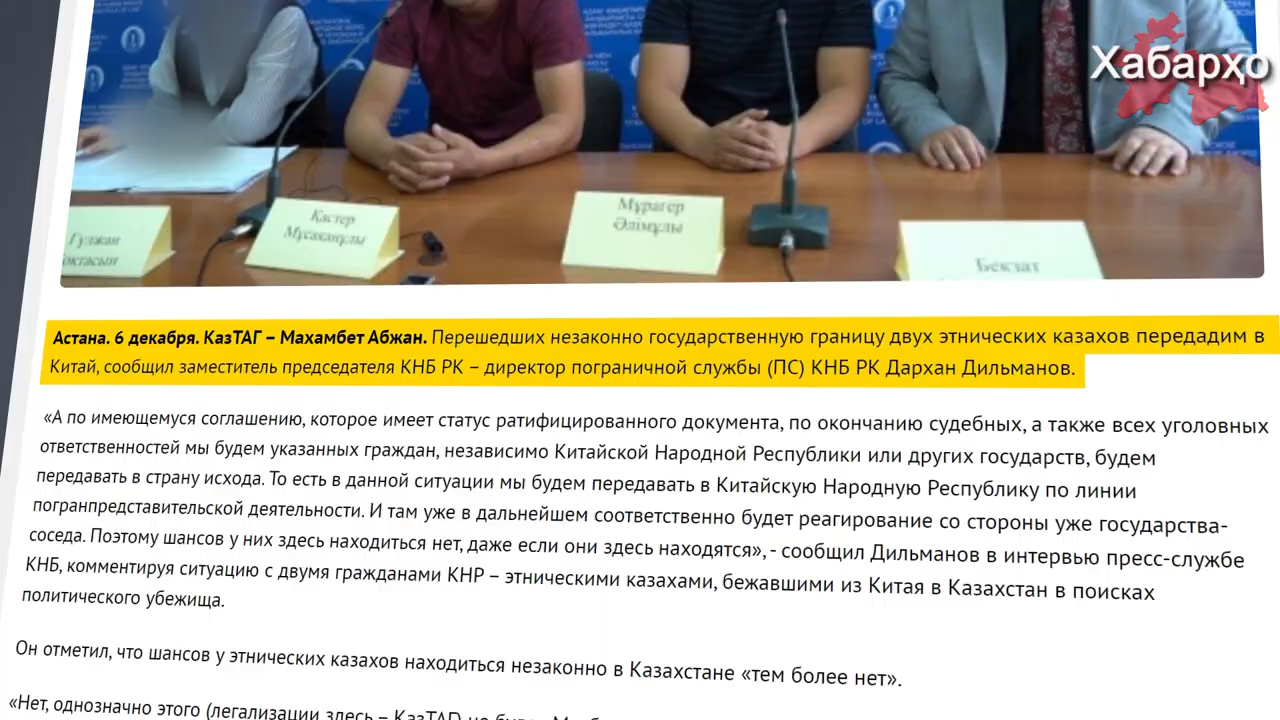 Хабарҳо
Гүлжан
Қастер
Мұсаханұлы
Мұрагер
Әлімұлы
Бекзат
Астана. 6 декабря. КазТАГ – Махамбет Абжан. Перешедших незаконно государственную границу двух этнических казахов передадим в
Китай, сообщил заместитель председателя КНБ РК – директор пограничной службы (ПС) КНБ РК Дархан Дильманов.
«А по имеющемуся соглашению, которое имеет статус ратифицированного документа, по окончанию судебных, а также всех уголовных
ответственностей мы будем указанных граждан, независимо Китайской Народной Республики или других государств, будем
передавать в страну исхода. То есть в данной ситуации мы будем передавать в Китайскую Народную Республику по линии
погранпредставительской деятельности. И там уже в дальнейшем соответственно будет реагирование со стороны уже государства-
соседа. Поэтому шансов у них здесь находиться нет, даже если они здесь находятся», - сообщил Дильманов в интервью пресс-службе
КНБ, комментируя ситуацию с двумя гражданами КНР – этническими казахами, бежавшими из Китая в Казахстан в поисках
политического убежища.
Он отметил, что шансов у этнических казахов находиться незаконно в Казахстане «тем более нет».
«Нет, однозначно этого (легализации здесь – КазТАГ) не